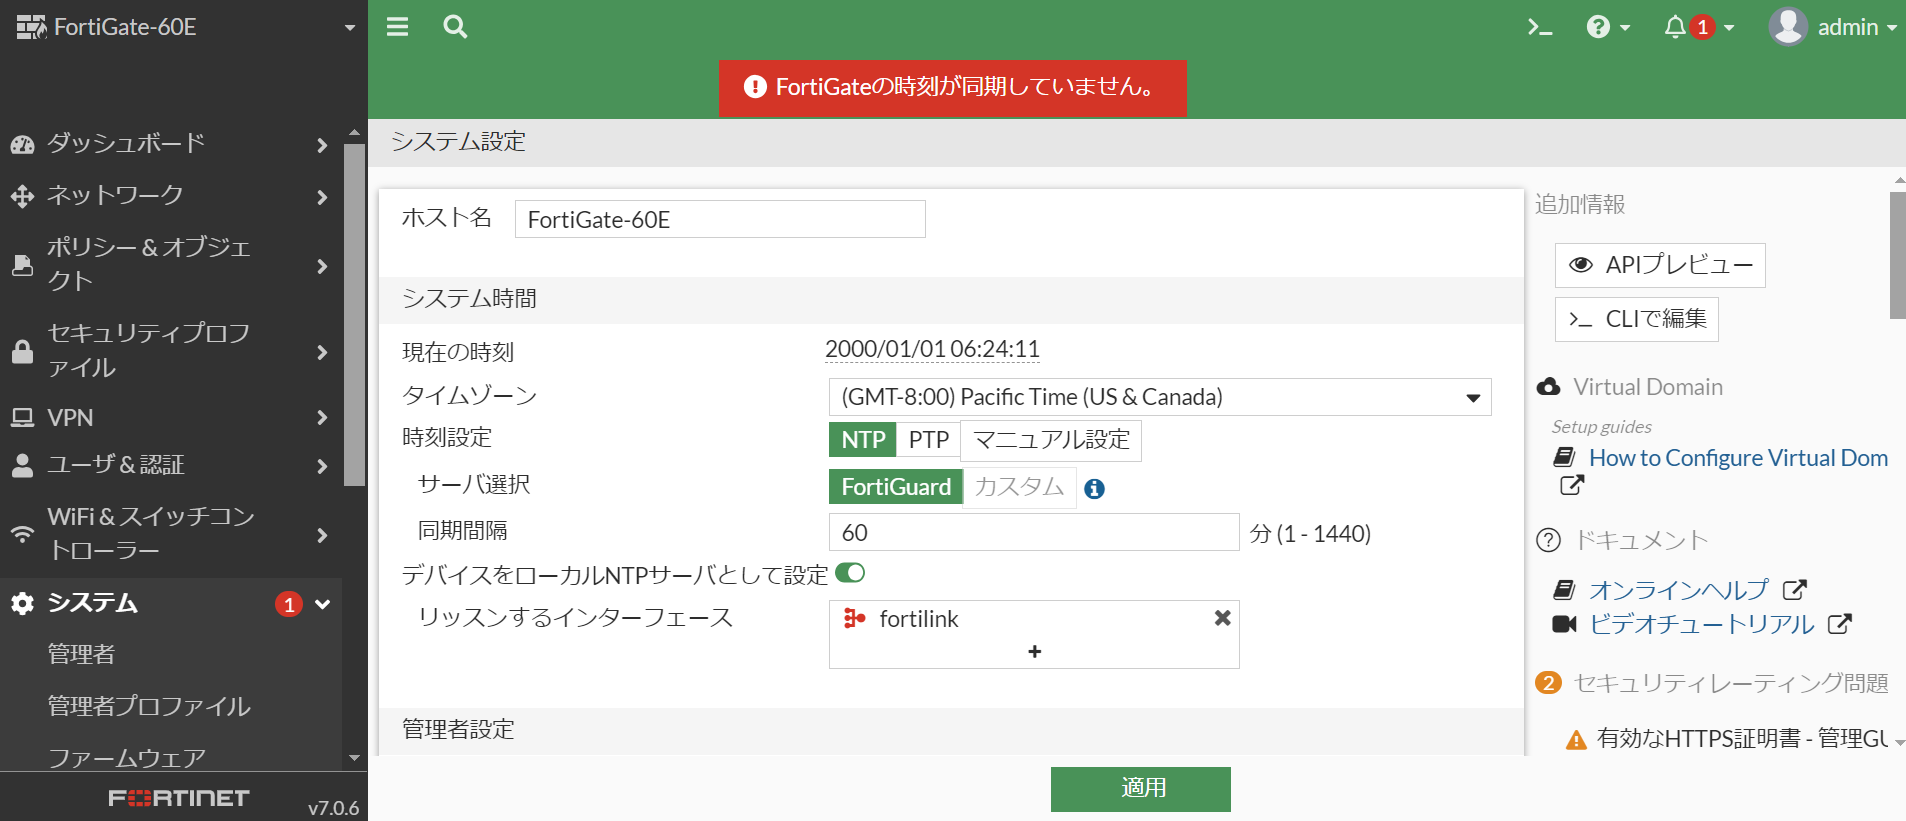 FortiGate-60E
1
admin
FortiGateの時刻が同期していません。
ダッシュボード
ネットワーク
ポリシー & オブジェ
クト
セキュリティプロフ
ァイル
VPN
ユーザ & 認証
WiFi & スイッチコン
トローラー
システム
1
管理者
管理者プロファイル
ファームウェア
FORTINET
v7.0.6
システム設定
ホスト名
FortiGate-60E
システム時間
現在の時刻
2000/01/01 06:24:11
タイムゾーン
(GMT-8:00) Pacific Time (US & Canada)
時刻設定
NTP PTP マニュアル設定
サーバ選択
FortiGuard カスタム
同期間隔
60
分 (1 - 1440)
デバイスをローカルNTPサーバとして設定
リッスンするインターフェース
fortilink
管理者設定
適用
追加情報
APIプレビュー
CLIで編集
Virtual Domain
Setup guides
How to Configure Virtual Dom
ドキュメント
オンラインヘルプ
ビデオチュートリアル
2 セキュリティレーティング問題
有効なHTTPS証明書 - 管理GU